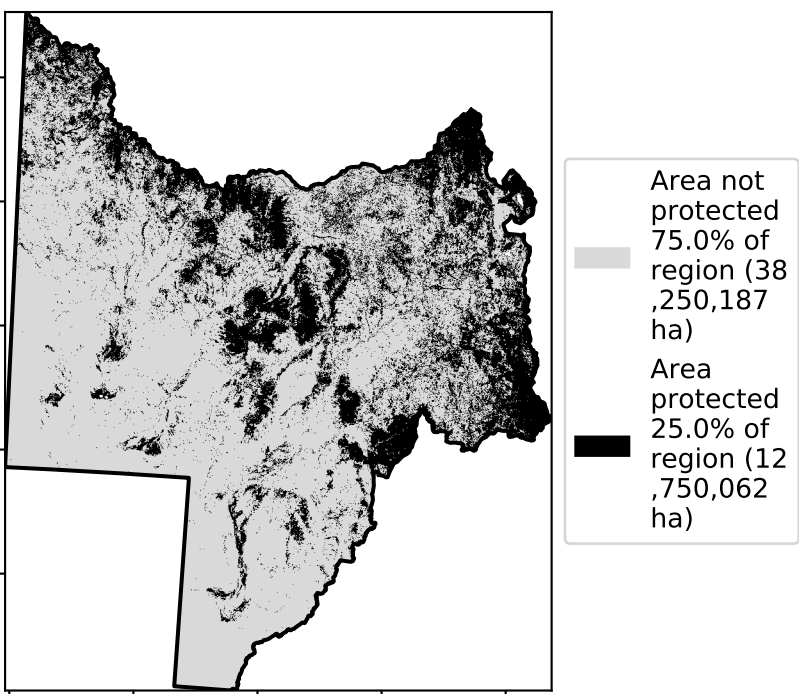 Area not
protected
75.0% of
region (38
,250,187
ha)
Area
protected
25.0% of
region (12
,750,062
ha)